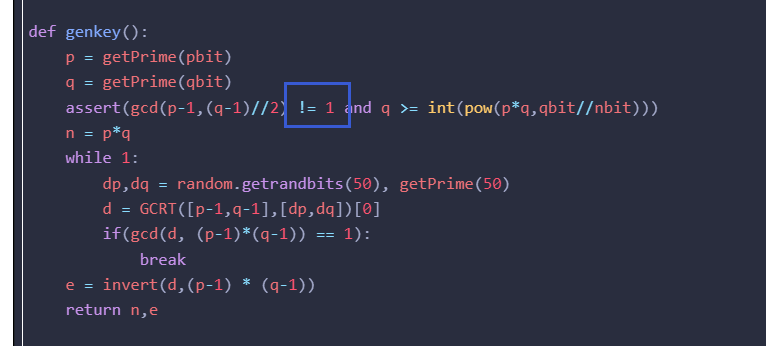 def genkey():
    p = getPrime(pbit)
    q = getPrime(qbit)
    assert(gcd(p-1,(q-1)//2) != 1 and q >= int(pow(p*q,qbit//nbit)))
    n = p*q
    while 1:
        dp,dq = random.getrandbits(50), getPrime(50)
        d = GCRT([p-1,q-1],[dp,dq])[0]
        if(gcd(d, (p-1)*(q-1)) == 1):
            break
    e = invert(d,(p-1) * (q-1))
    return n,e